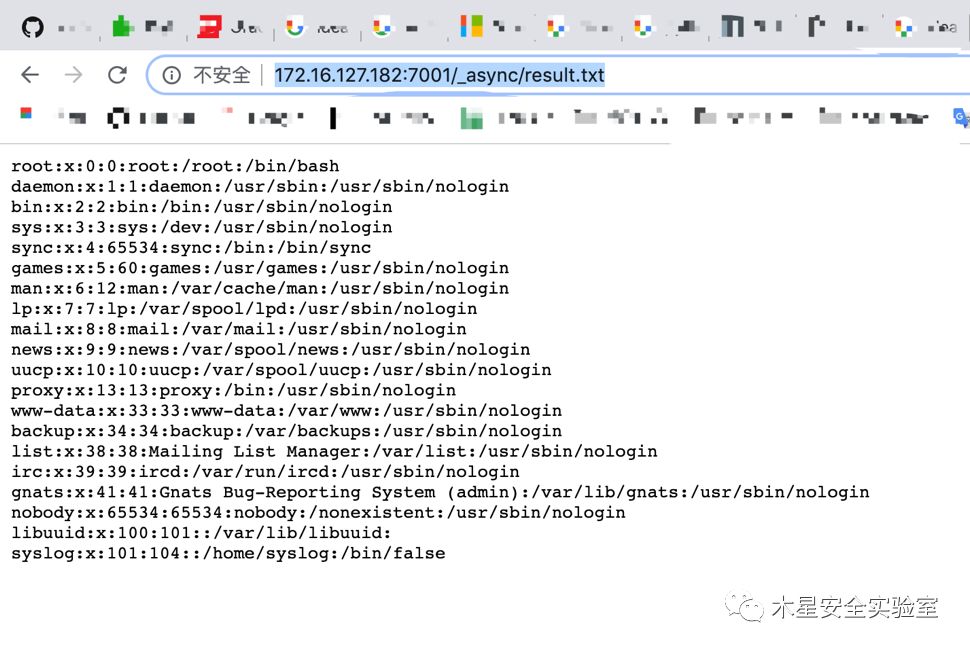 不安全 172.16.127.182:7001/_async/result.txt
root:x:0:0:root:/root:/bin/bash
daemon:x:1:1:daemon:/usr/sbin:/usr/sbin/nologin
bin:x:2:2:bin:/bin:/usr/sbin/nologin
sys:x:3:3:sys:/dev:/usr/sbin/nologin
sync:x:4:65534:sync:/bin:/bin/sync
games:x:5:60:games:/usr/games:/usr/sbin/nologin
man:x:6:12:man:/var/cache/man:/usr/sbin/nologin
lp:x:7:7:lp:/var/spool/lpd:/usr/sbin/nologin
mail:x:8:8:mail:/var/mail:/usr/sbin/nologin
news:x:9:9:news:/var/spool/news:/usr/sbin/nologin
uucp:x:10:10:uucp:/var/spool/uucp:/usr/sbin/nologin
proxy:x:13:13:proxy:/bin:/usr/sbin/nologin
www-data:x:33:33:www-data:/var/www:/usr/sbin/nologin
backup:x:34:34:backup:/var/backups:/usr/sbin/nologin
list:x:38:38:Mailing List Manager:/var/list:/usr/sbin/nologin
irc:x:39:39:ircd:/var/run/ircd:/usr/sbin/nologin
gnats:x:41:41:Gnats Bug-Reporting System (admin):/var/lib/gnats:/usr/sbin/nologin
nobody:x:65534:65534:nobody:/nonexistent:/usr/sbin/nologin
libuuid:x:100:101::/var/lib/libuuid:
syslog:x:101:104::/home/syslog:/bin/false
木星安全实验室